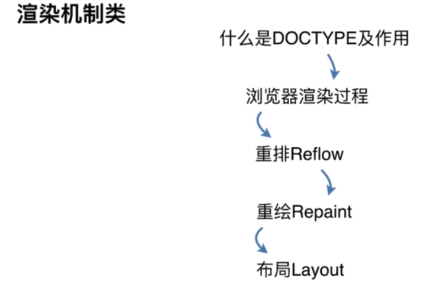 渲染机制类
什么是DOCTYPE及作用
浏览器渲染过程
重排Reflow
重绘Repaint
布局Layout